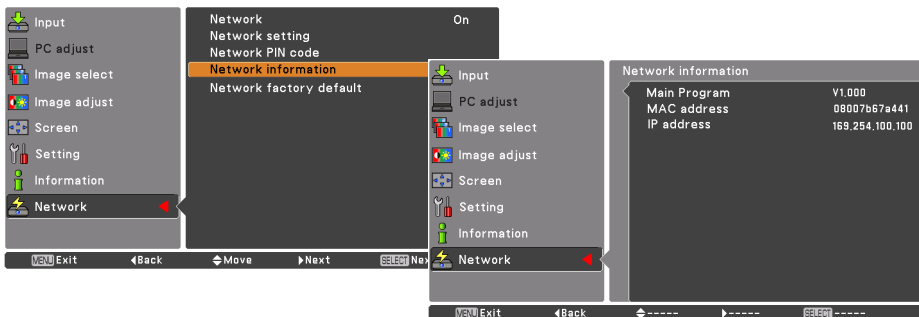 Input
PC adjust
Image select
Image adjust
Screen
Setting
Information
Network
Network On
Network setting
Network PIN code
Network information
Network factory default
MENU Exit Back Move Next SELECT Nex
Input
PC adjust
Image select
Image adjust
Screen
Setting
Information
Network
Network information
Main Program V1.000
MAC address 08007b67a441
IP address 169.254.100.100
MENU Exit Back ----- ----- SELECT -----